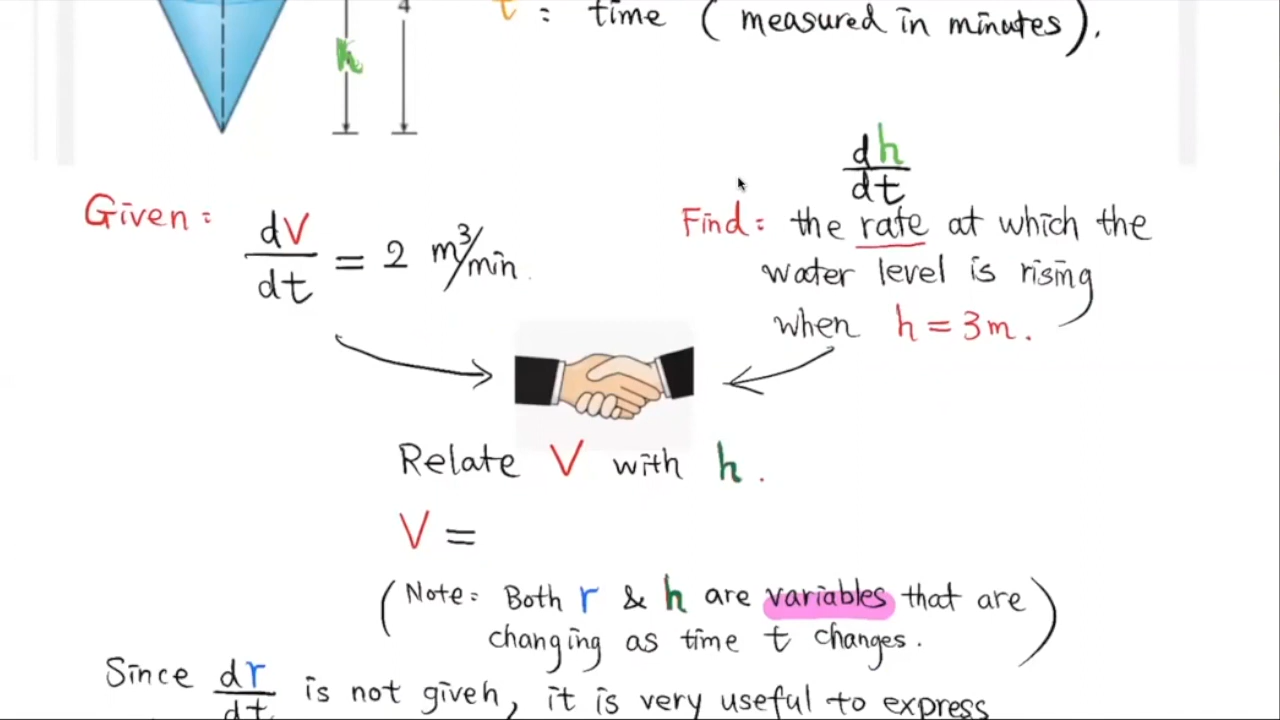 4
t : time ( measured in minutes ).
h
dh/dt
Given: dV/dt = 2 m³/min.
Find: the rate at which the
water level is rising
when h = 3m.
Relate V with h.
V =
(Note: Both r & h are variables that are
changing as time t changes.)
Since dr/dt is not given, it is very useful to express